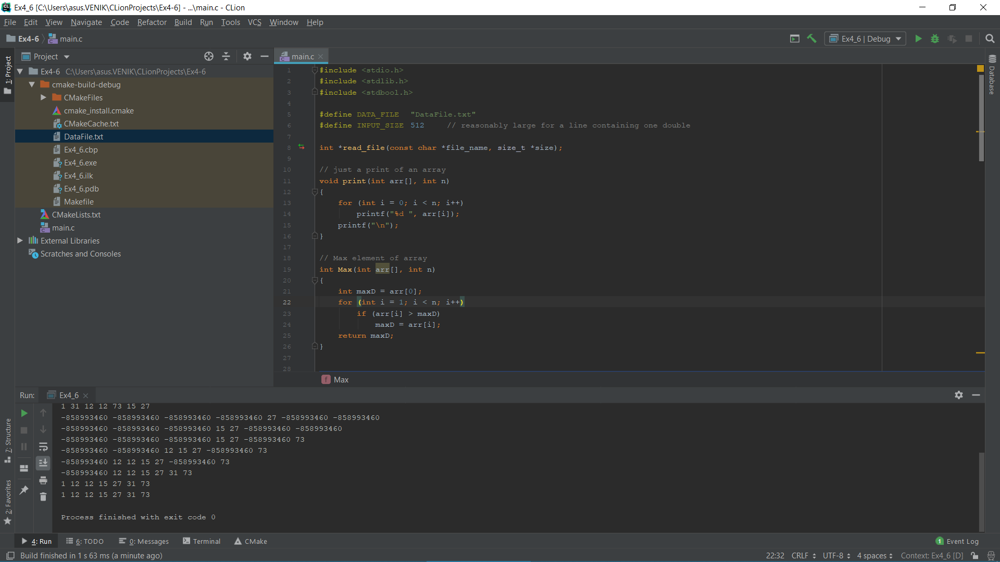 Ex4_6 [C:\Users\asus.VENIK\CLionProjects\Ex4-6] - ...\main.c - CLion
File Edit View Navigate Code Refactor Build Run Tools VCS Window Help
Ex4-6 main.c
Ex4_6 | Debug
1: Project
Project
Ex4-6 C:\Users\asus.VENIK\CLionProjects\Ex4-6
cmake-build-debug
CMakeFiles
cmake_install.cmake
CMakeCache.txt
DataFile.txt
Ex4_6.cbp
Ex4_6.exe
Ex4_6.ilk
Ex4_6.pdb
Makefile
CMakeLists.txt
main.c
External Libraries
Scratches and Consoles
main.c
1 #include <stdio.h>
2 #include <stdlib.h>
3 #include <stdbool.h>
4
5 #define DATA_FILE "DataFile.txt"
6 #define INPUT_SIZE 512 // reasonably large for a line containing one double
7
8 int *read_file(const char *file_name, size_t *size);
9
10 // just a print of an array
11 void print(int arr[], int n)
12 {
13 for (int i = 0; i < n; i++)
14 printf("%d ", arr[i]);
15 printf("\n");
16 }
17
18 // Max element of array
19 int Max(int arr[], int n)
20 {
21 int maxD = arr[0];
22 for (int i = 1; i < n; i++)
23 if (arr[i] > maxD)
24 maxD = arr[i];
25 return maxD;
26 }
27
28
f Max
Database
Run: Ex4_6
1 31 12 12 73 15 27
-858993460 -858993460 -858993460 -858993460 27 -858993460 -858993460
-858993460 -858993460 -858993460 15 27 -858993460 -858993460
-858993460 -858993460 -858993460 15 27 -858993460 73
-858993460 -858993460 12 15 27 -858993460 73
-858993460 12 12 15 27 -858993460 73
-858993460 12 12 15 27 31 73
1 12 12 15 27 31 73
1 12 12 15 27 31 73
Process finished with exit code 0
7: Structure
2: Favorites
4: Run 6: TODO 0: Messages Terminal CMake
1 Event Log
Build finished in 1 s 63 ms (a minute ago)
22:32 CRLF UTF-8 4 spaces Context: Ex4_6 [D]